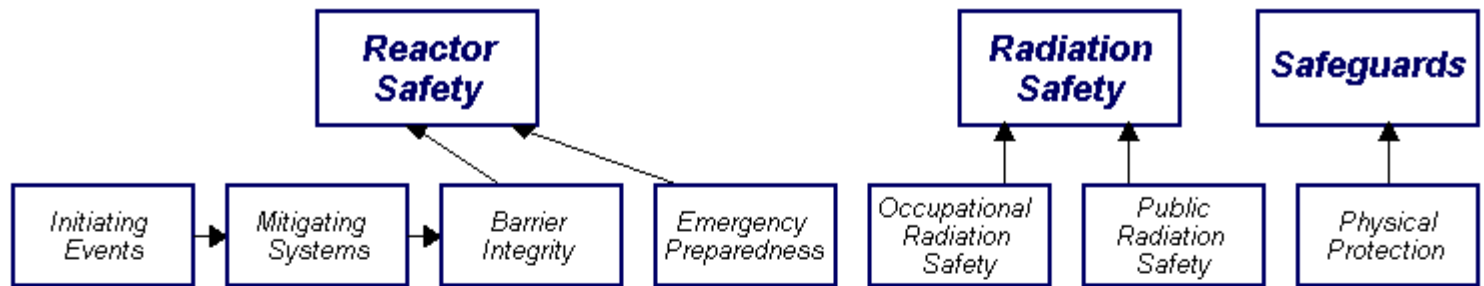 Reactor
Safety
Radiation
Safety
Safeguards
Initiating
Events
Mitigating
Systems
Barrier
Integrity
Emergency
Preparedness
Occupational
Radiation
Safety
Public
Radiation
Safety
Physical
Protection